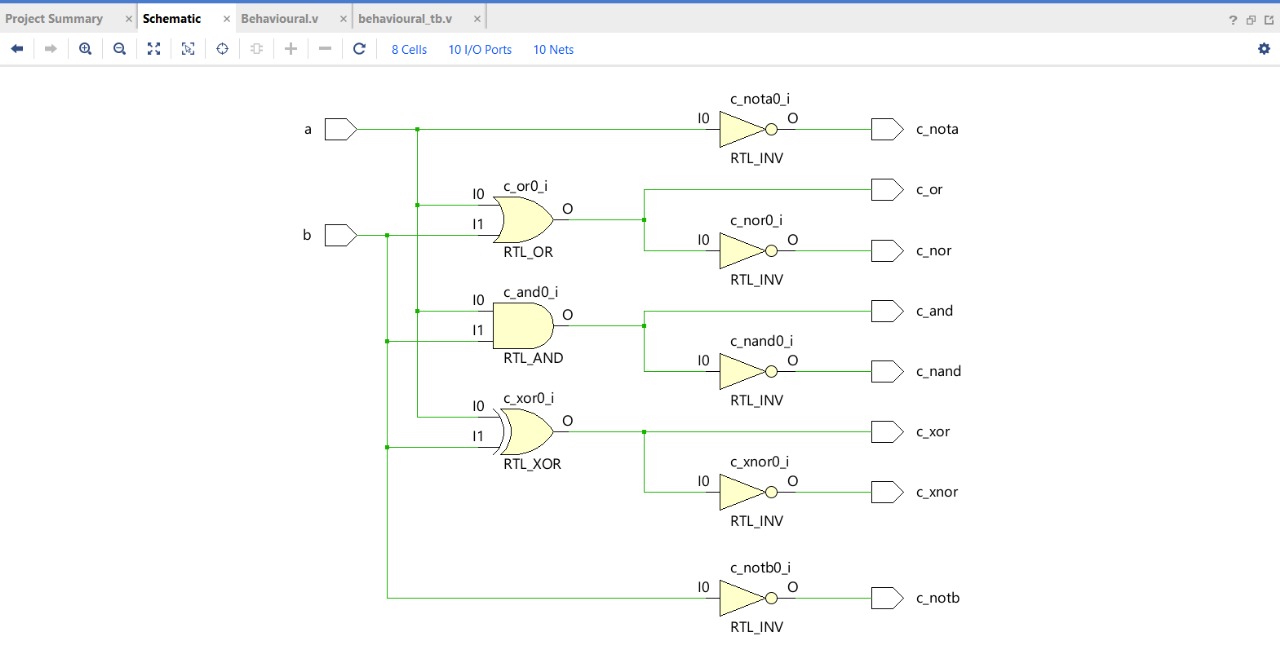 Project Summary × Schematic × Behavioural.v × behavioural_tb.v × ?
8 Cells 10 I/O Ports 10 Nets
c_nota0_i
a I0 O c_nota
RTL_INV
c_or0_i
I0 O c_or
I1
c_nor0_i
b I0 O c_nor
RTL_OR
RTL_INV
c_and0_i
I0 O c_and
I1
c_nand0_i
RTL_AND
I0 O c_nand
RTL_INV
c_xor0_i
I0 O c_xor
I1
c_xnor0_i
RTL_XOR
I0 O c_xnor
RTL_INV
c_notb0_i
I0 O c_notb
RTL_INV